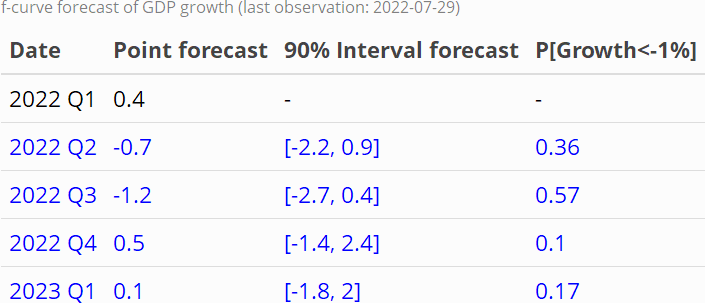 f-curve forecast of GDP growth (last observation: 2022-07-29)
Date Point forecast 90% Interval forecast P[Growth<-1%]
2022 Q1 0.4 - -
2022 Q2 -0.7 [-2.2, 0.9] 0.36
2022 Q3 -1.2 [-2.7, 0.4] 0.57
2022 Q4 0.5 [-1.4, 2.4] 0.1
2023 Q1 0.1 [-1.8, 2] 0.17